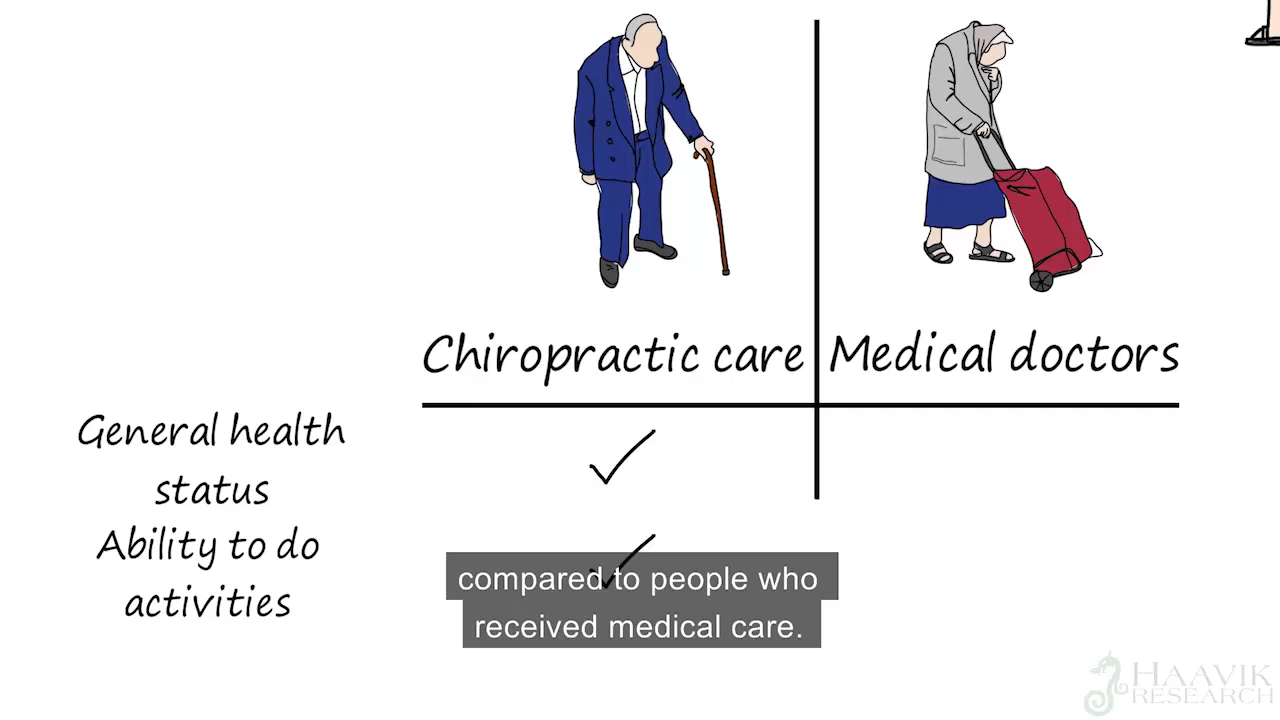 Chiropractic care
Medical doctors
General health
status
Ability to do
activities
compared to people who
received medical care.
HAAVIK
RESEARCH